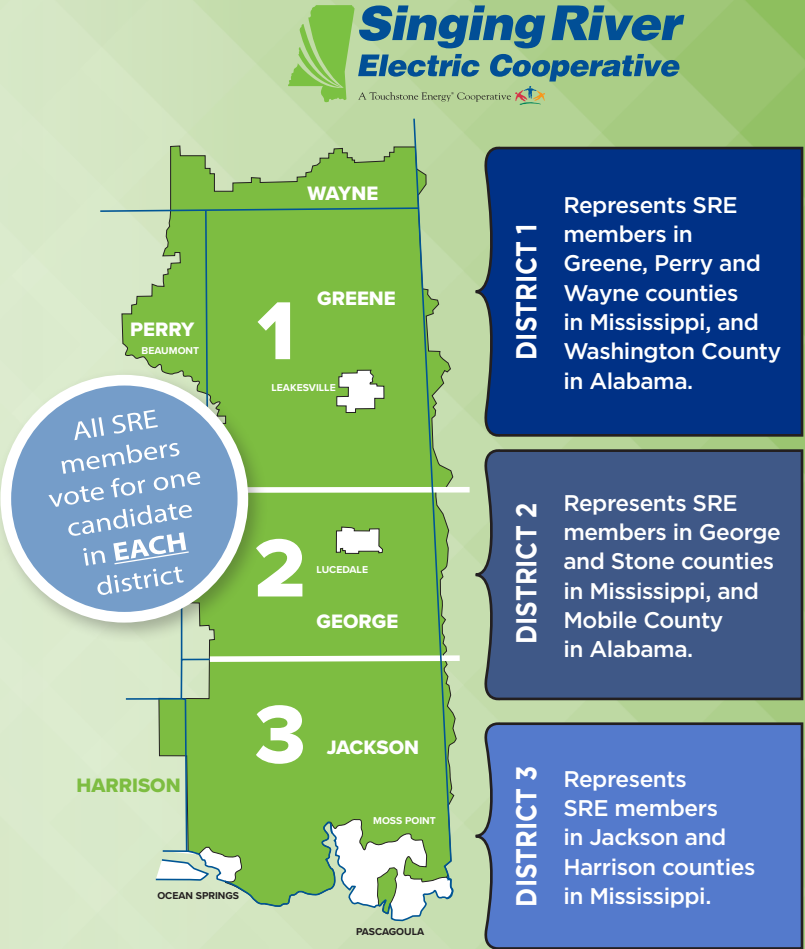 Singing River
Electric Cooperative
A Touchstone Energy® Cooperative
WAYNE
GREENE
1
PERRY
BEAUMONT
LEAKESVILLE
All SRE
members
vote for one
candidate
in EACH
district
2
LUCEDALE
GEORGE
3
JACKSON
HARRISON
MOSS POINT
OCEAN SPRINGS
PASCAGOULA
DISTRICT 1
Represents SRE
members in
Greene, Perry and
Wayne counties
in Mississippi, and
Washington County
in Alabama.
DISTRICT 2
Represents SRE
members in George
and Stone counties
in Mississippi, and
Mobile County
in Alabama.
DISTRICT 3
Represents
SRE members
in Jackson and
Harrison counties
in Mississippi.